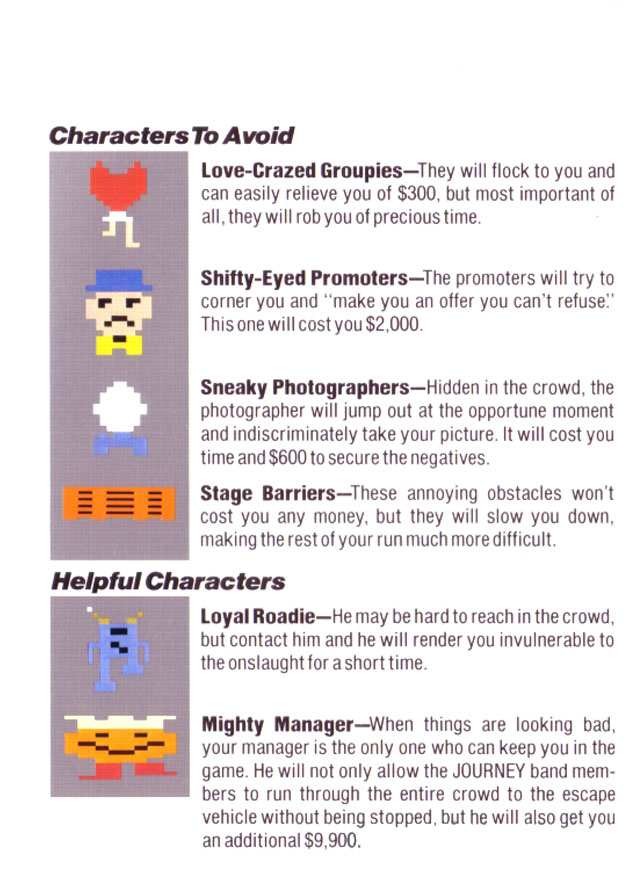 Characters To Avoid
Love-Crazed Groupies—They will flock to you and
can easily relieve you of $300, but most important of
all, they will rob you of precious time.
Shifty-Eyed Promoters—The promoters will try to
corner you and "make you an offer you can't refuse."
This one will cost you $2,000.
Sneaky Photographers—Hidden in the crowd, the
photographer will jump out at the opportune moment
and indiscriminately take your picture. It will cost you
time and $600 to secure the negatives.
Stage Barriers—These annoying obstacles won't
cost you any money, but they will slow you down,
making the rest of your run much more difficult.
Helpful Characters
Loyal Roadie—He may be hard to reach in the crowd,
but contact him and he will render you invulnerable to
the onslaught for a short time.
Mighty Manager—When things are looking bad,
your manager is the only one who can keep you in the
game. He will not only allow the JOURNEY band mem-
bers to run through the entire crowd to the escape
vehicle without being stopped, but he will also get you
an additional $9,900.